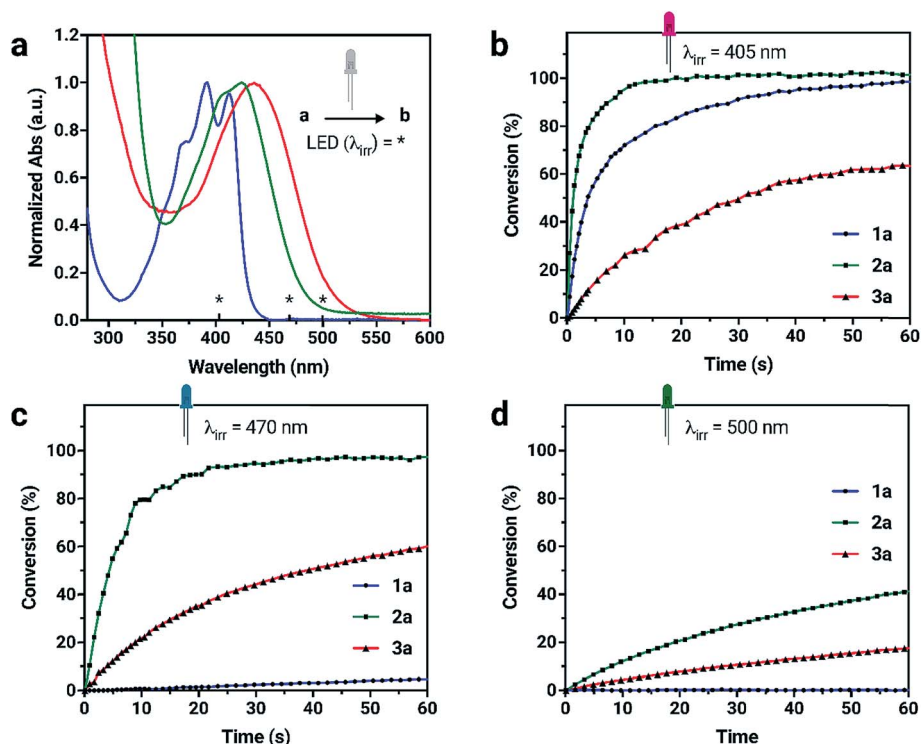 a
1.2
1.0
0.8
0.6
0.4
0.2
0.0
Normalized Abs (a.u.)
300 350 400 450 500 550 600
Wavelength (nm)
a b
LED (λirr) = *
* * *
b
λirr = 405 nm
100
80
60
40
20
0
Conversion (%)
1a
2a
3a
0 10 20 30 40 50 60
Time (s)
c
λirr = 470 nm
100
80
60
40
20
0
Conversion (%)
1a
2a
3a
0 10 20 30 40 50 60
Time (s)
d
λirr = 500 nm
100
80
60
40
20
0
Conversion (%)
1a
2a
3a
0 10 20 30 40 50 60
Time